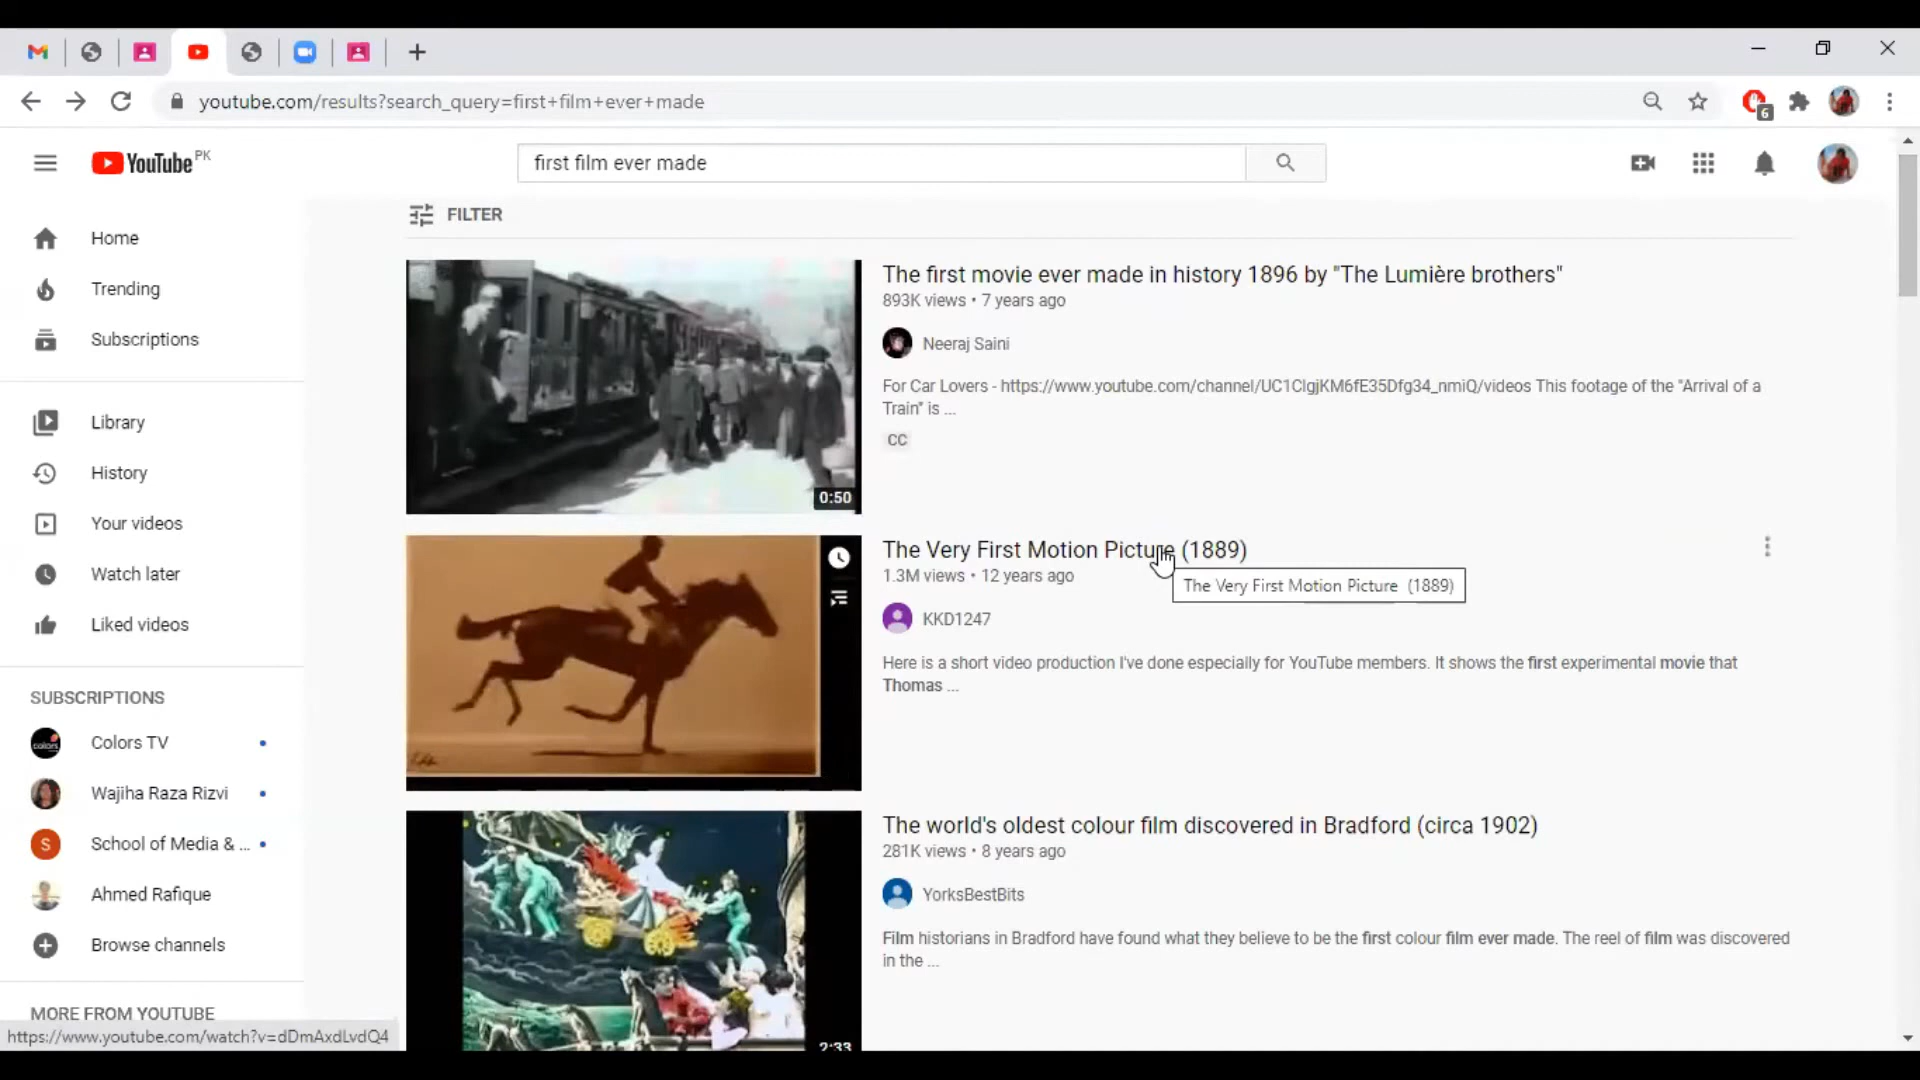 youtube.com/results?search_query=first+film+ever+made
6
YouTube PK
first film ever made
FILTER
Home
Trending
Subscriptions
Library
History
Your videos
Watch later
Liked videos
SUBSCRIPTIONS
colors
Colors TV
Wajiha Raza Rizvi
S
School of Media & ...
Ahmed Rafique
Browse channels
MORE FROM YOUTUBE
https://www.youtube.com/watch?v=dDmAxdLvdQ4
0:50
The first movie ever made in history 1896 by "The Lumière brothers"
893K views • 7 years ago
Neeraj Saini
For Car Lovers - https://www.youtube.com/channel/UC1ClgjKM6fE35Dfg34_nmiQ/videos This footage of the "Arrival of a
Train" is ...
CC
The Very First Motion Picture (1889)
1.3M views • 12 years ago
The Very First Motion Picture (1889)
KKD1247
Here is a short video production I've done especially for YouTube members. It shows the first experimental movie that
Thomas ...
2:33
The world's oldest colour film discovered in Bradford (circa 1902)
281K views • 8 years ago
YorksBestBits
Film historians in Bradford have found what they believe to be the first colour film ever made. The reel of film was discovered
in the ...